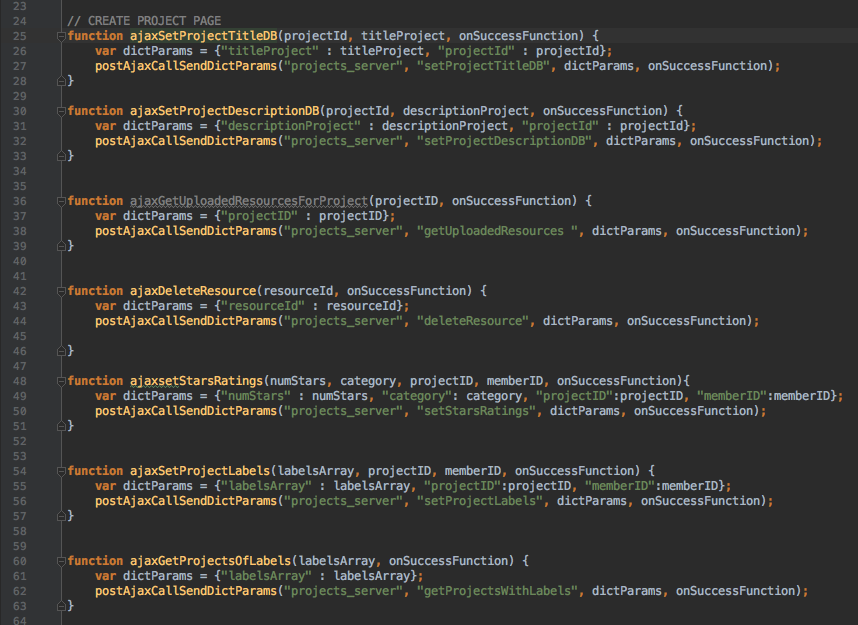 23
24 // CREATE PROJECT PAGE
25 function ajaxSetProjectTitleDB(projectId, titleProject, onSuccessFunction) {
26 var dictParams = {"titleProject" : titleProject, "projectId" : projectId};
27 postAjaxCallSendDictParams("projects_server", "setProjectTitleDB", dictParams, onSuccessFunction);
28 }
29
30 function ajaxSetProjectDescriptionDB(projectId, descriptionProject, onSuccessFunction) {
31 var dictParams = {"descriptionProject" : descriptionProject, "projectId" : projectId};
32 postAjaxCallSendDictParams("projects_server", "setProjectDescriptionDB", dictParams, onSuccessFunction);
33 }
34
35
36 function ajaxGetUploadedResourcesForProject(projectID, onSuccessFunction) {
37 var dictParams = {"projectID" : projectID};
38 postAjaxCallSendDictParams("projects_server", "getUploadedResources ", dictParams, onSuccessFunction);
39 }
40
41
42 function ajaxDeleteResource(resourceId, onSuccessFunction) {
43 var dictParams = {"resourceId" : resourceId};
44 postAjaxCallSendDictParams("projects_server", "deleteResource", dictParams, onSuccessFunction);
45
46 }
47
48 function ajaxsetStarsRatings(numStars, category, projectID, memberID, onSuccessFunction){
49 var dictParams = {"numStars" : numStars, "category": category, "projectID":projectID, "memberID":memberID};
50 postAjaxCallSendDictParams("projects_server", "setStarsRatings", dictParams, onSuccessFunction);
51 }
52
53
54 function ajaxSetProjectLabels(labelsArray, projectID, memberID, onSuccessFunction) {
55 var dictParams = {"labelsArray" : labelsArray, "projectID":projectID, "memberID":memberID};
56 postAjaxCallSendDictParams("projects_server", "setProjectLabels", dictParams, onSuccessFunction);
57 }
58
59
60 function ajaxGetProjectsOfLabels(labelsArray, onSuccessFunction) {
61 var dictParams = {"labelsArray" : labelsArray};
62 postAjaxCallSendDictParams("projects_server", "getProjectsWithLabels", dictParams, onSuccessFunction);
63 }
64